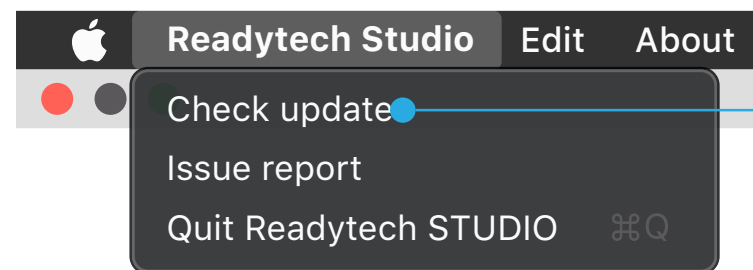 Readytech Studio Edit About
Check update
Issue report
Quit Readytech STUDIO ⌘Q